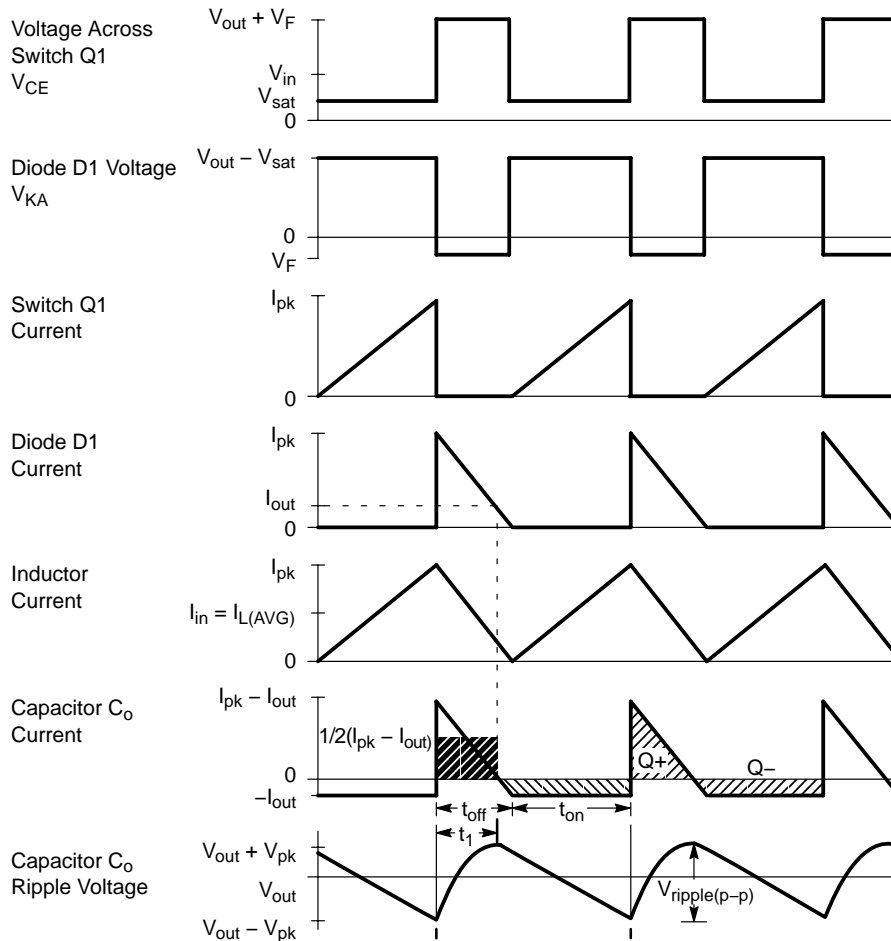 Voltage Across
Switch Q1
VCE
Vout + VF
Vin
Vsat
0
Diode D1 Voltage
VKA
Vout – Vsat
0
VF
Switch Q1
Current
Ipk
0
Diode D1
Current
Ipk
Iout
0
Inductor
Current
Ipk
Iin = IL(AVG)
0
Capacitor Co
Current
Ipk – Iout
1/2(Ipk – Iout)
0
–Iout
Q+
Q–
toff
ton
t1
Capacitor Co
Ripple Voltage
Vout + Vpk
Vout
Vout – Vpk
Vripple(p–p)